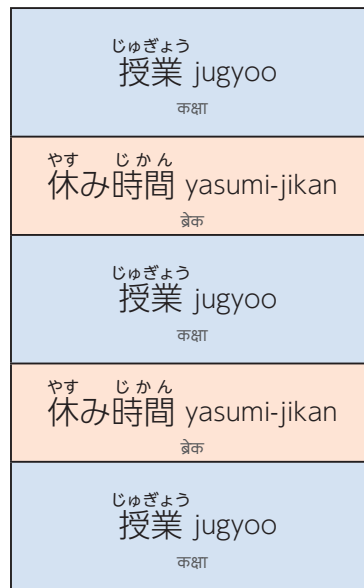 じゅぎょう
授業 jugyoo
कक्षा
やす じかん
休み時間 yasumi-jikan
ब्रेक
じゅぎょう
授業 jugyoo
कक्षा
やす じかん
休み時間 yasumi-jikan
ब्रेक
じゅぎょう
授業 jugyoo
कक्षा